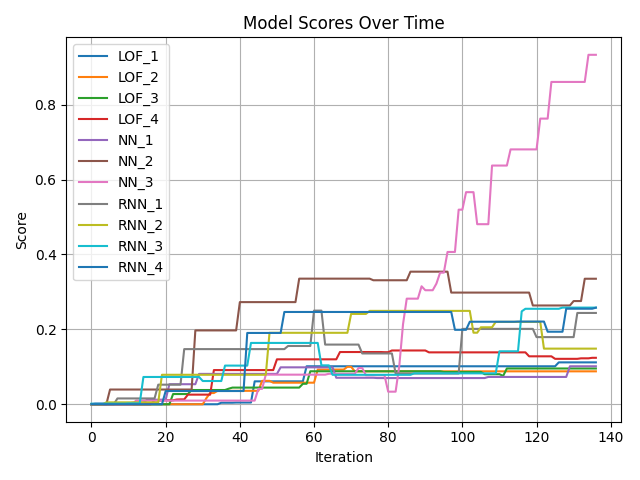 Model Scores Over Time
LOF_1
LOF_2
LOF_3
LOF_4
NN_1
NN_2
NN_3
RNN_1
RNN_2
RNN_3
RNN_4
0.8
0.6
0.4
0.2
0.0
Score
0 20 40 60 80 100 120 140
Iteration